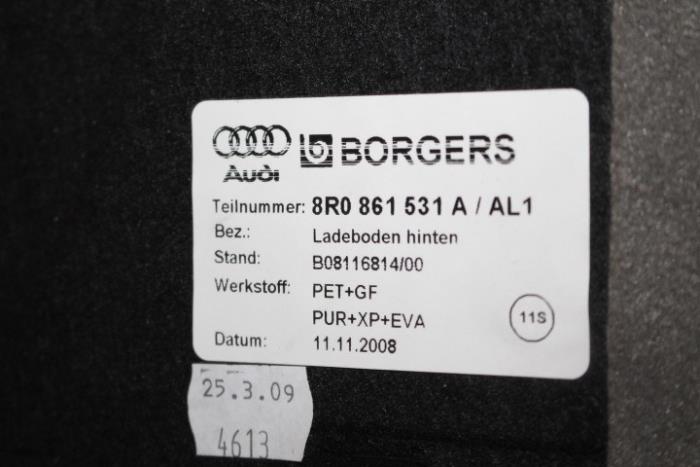 Audi BORGERS
Teilnummer: 8R0 861 531 A / AL1
Bez.: Ladeboden hinten
Stand: B08116814/00
Werkstoff: PET+GF
PUR+XP+EVA
11S
Datum: 11.11.2008
25.3.09
4613